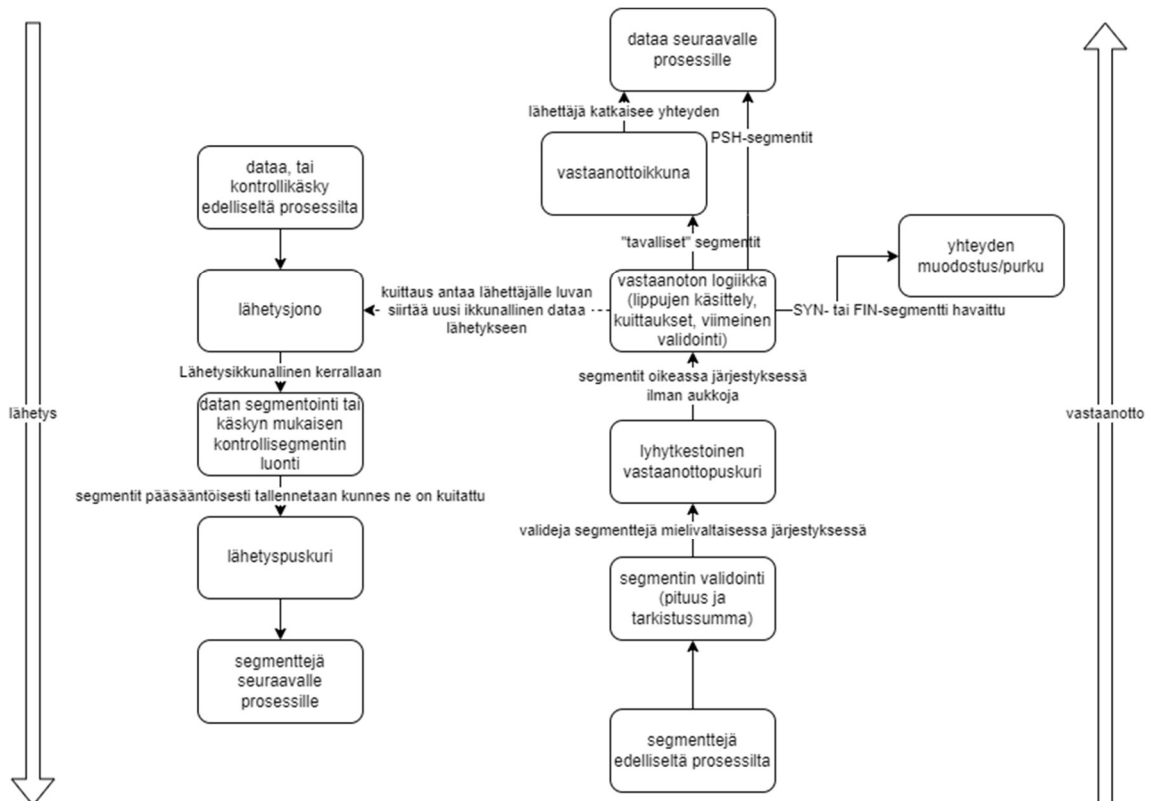 lähetys
dataa, tai
kontrollikäsky
edelliseltä prosessilta
lähetysjono
Lähetysikkunallinen kerrallaan
datan segmentointi tai
käskyn mukaisen
kontrollisegmentin
luonti
segmentit pääsääntöisesti tallennetaan kunnes ne on kuitattu
lähetyspuskuri
segmenttejä
seuraavalle
prosessille
kuittaus antaa lähettäjälle luvan
siirtää uusi ikkunallinen dataa
lähetykseen
dataa seuraavalle
prosessille
lähettäjä katkaisee yhteyden
PSH-segmentit
vastaanottoikkuna
"tavalliset" segmentit
vastaanoton logiikka
(lippujen käsittely,
kuittaukset, viimeinen
validointi)
SYN- tai FIN-segmentti havaittu
yhteyden
muodostus/purku
segmentit oikeassa järjestyksessä
ilman aukkoja
lyhytkestoinen
vastaanottopuskuri
valideja segmenttejä mielivaltaisessa järjestyksessä
segmentin validointi
(pituus ja
tarkistussumma)
segmenttejä
edelliseltä prosessilta
vastaanotto